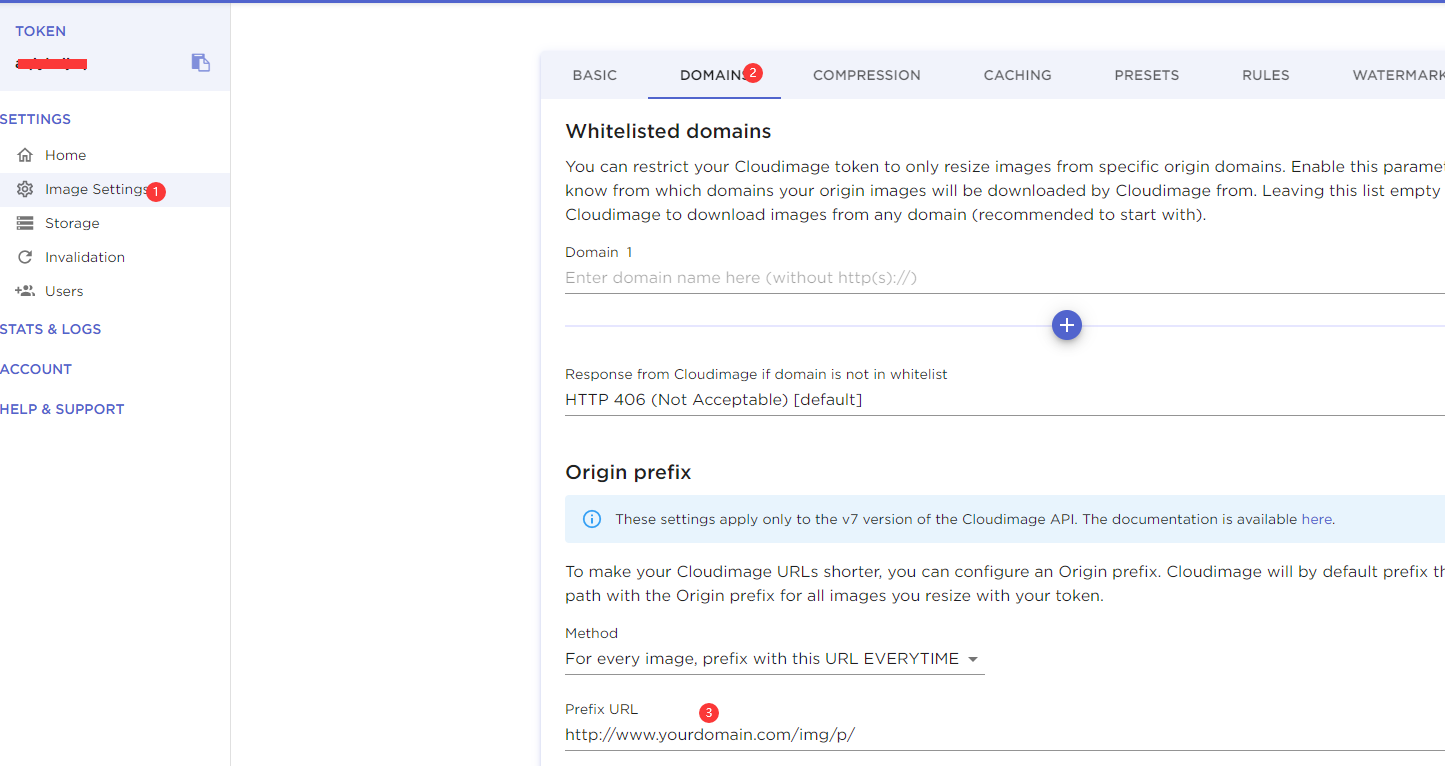 TOKEN
SETTINGS
Home
Image Settings 1
Storage
Invalidation
Users
STATS & LOGS
ACCOUNT
HELP & SUPPORT
BASIC DOMAINS 2 COMPRESSION CACHING PRESETS RULES WATERMARK
Whitelisted domains
You can restrict your Cloudimage token to only resize images from specific origin domains. Enable this
know from which domains your origin images will be downloaded by Cloudimage from. Leaving this list empty
Cloudimage to download images from any domain (recommended to start with).
Domain 1
Enter domain name here (without http(s)://)
+
Response from Cloudimage if domain is not in whitelist
HTTP 406 (Not Acceptable) [default]
Origin prefix
These settings apply only to the v7 version of the Cloudimage API. The documentation is available here.
To make your Cloudimage URLs shorter, you can configure an Origin prefix. Cloudimage will by default prefix
path with the Origin prefix for all images you resize with your token.
Method
For every image, prefix with this URL EVERYTIME
Prefix URL 3
http://www.yourdomain.com/img/p/